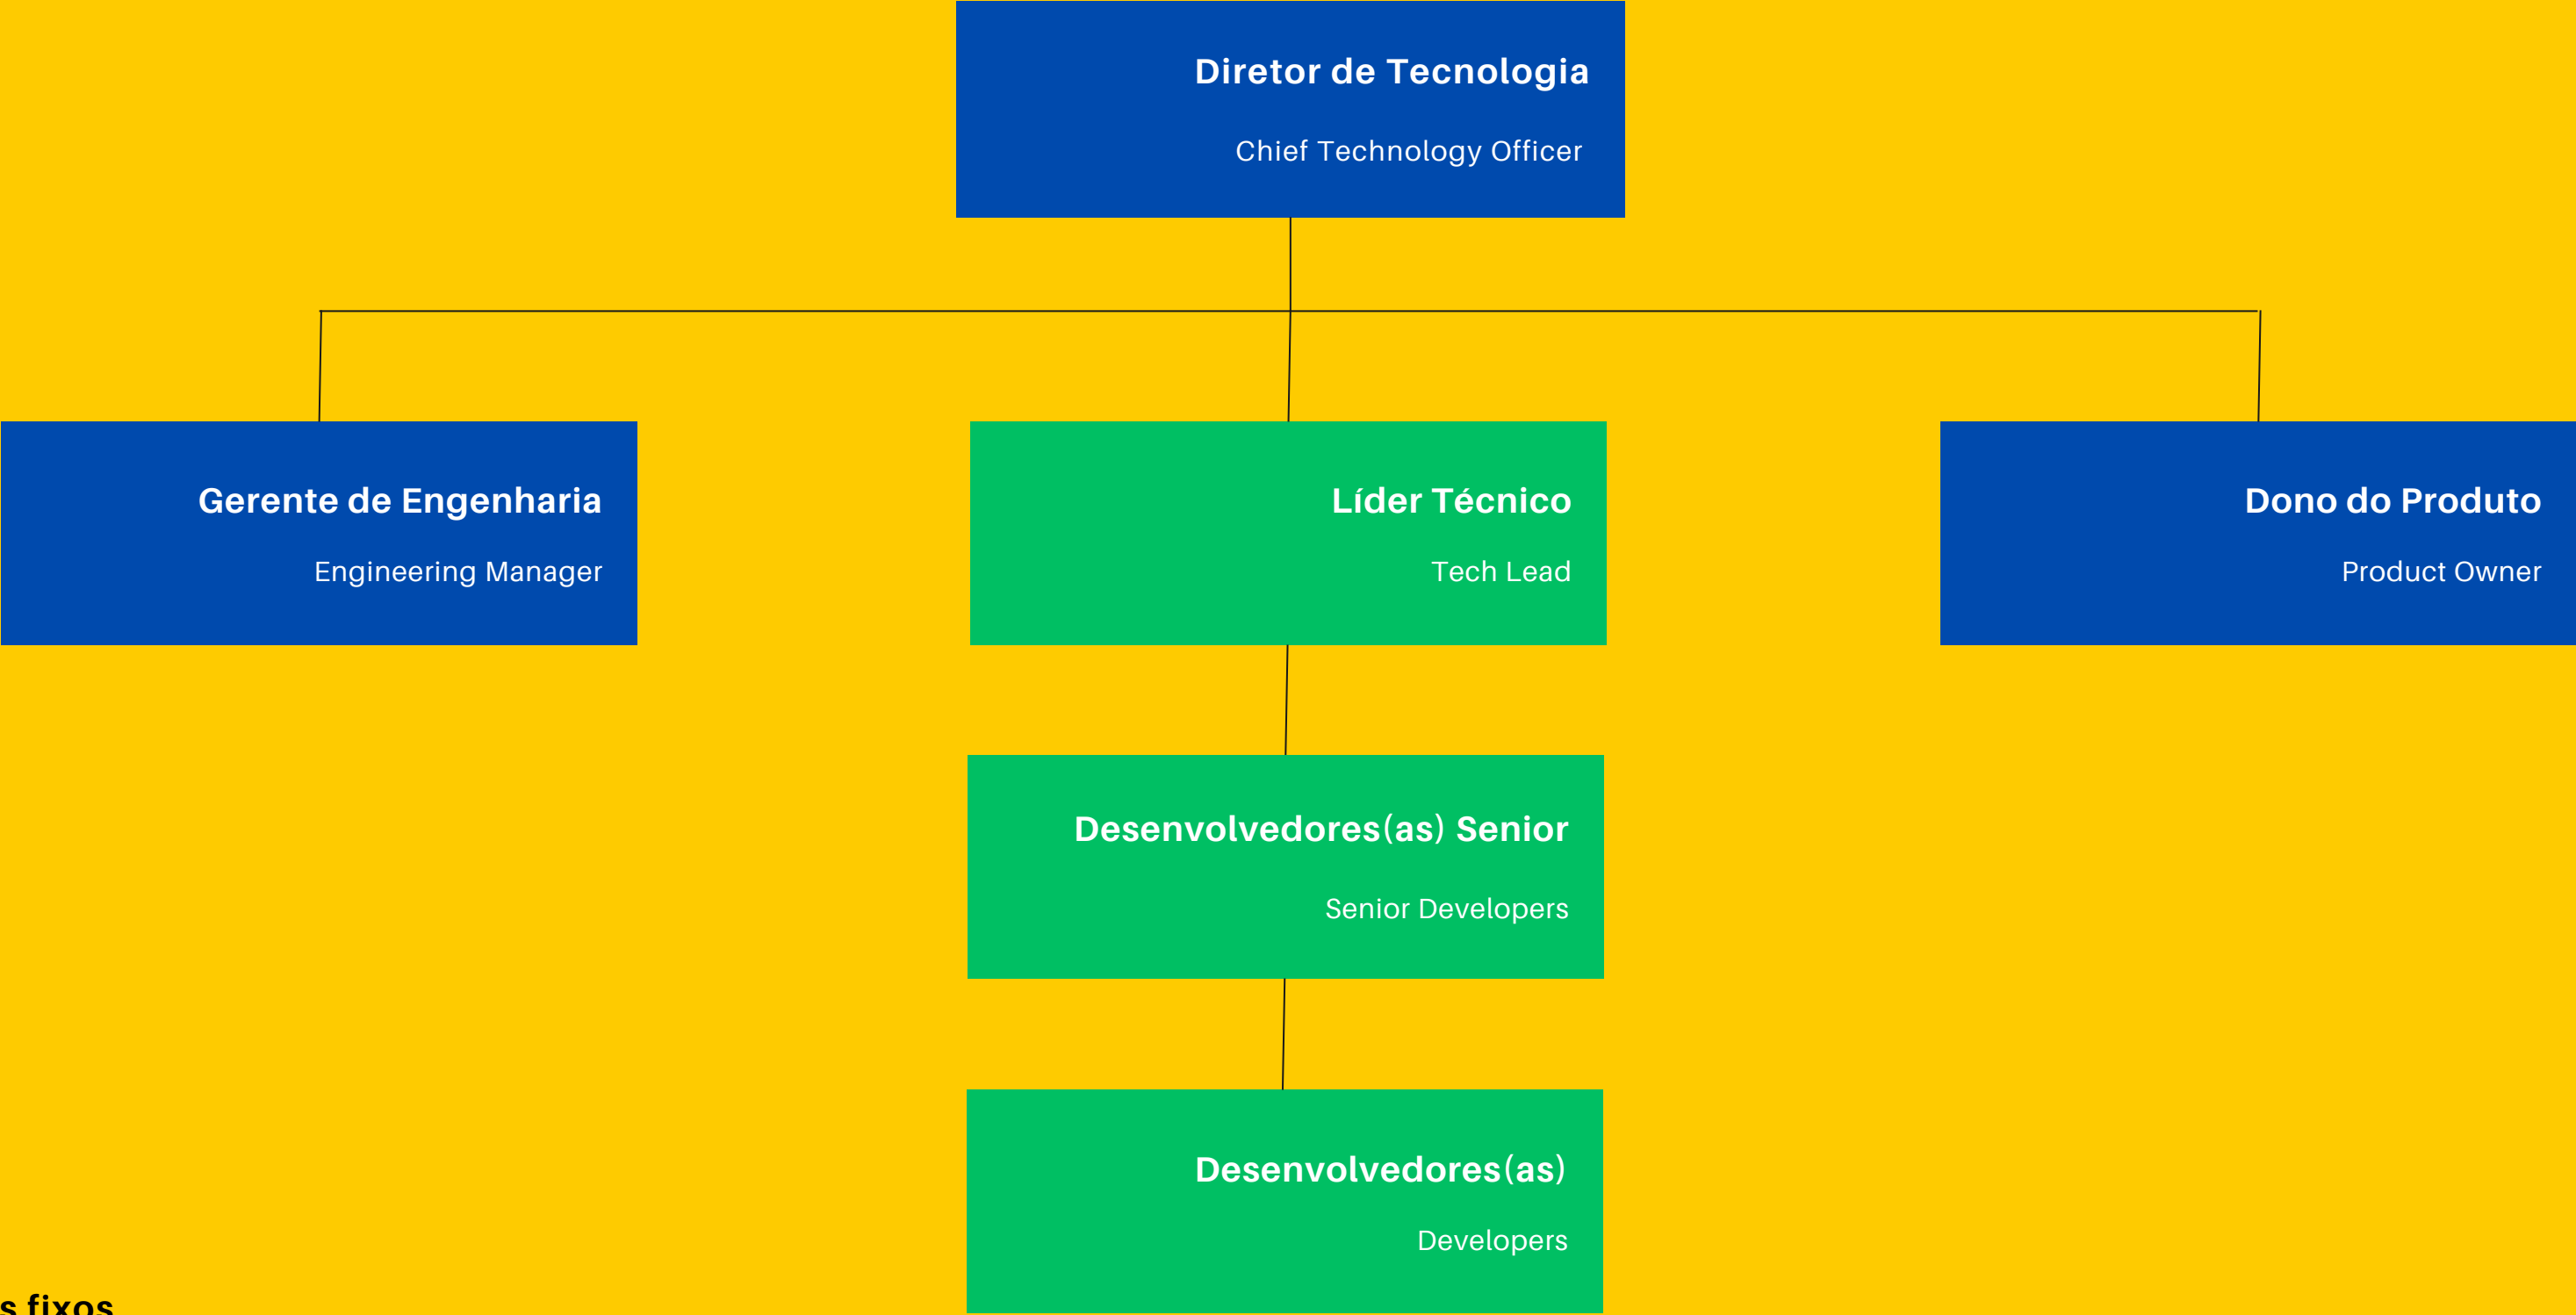 Diretor de Tecnologia
Chief Technology Officer
Gerente de Engenharia
Engineering Manager
Líder Técnico
Tech Lead
Dono do Produto
Product Owner
Desenvolvedores(as) Senior
Senior Developers
Desenvolvedores(as)
Developers
fixos